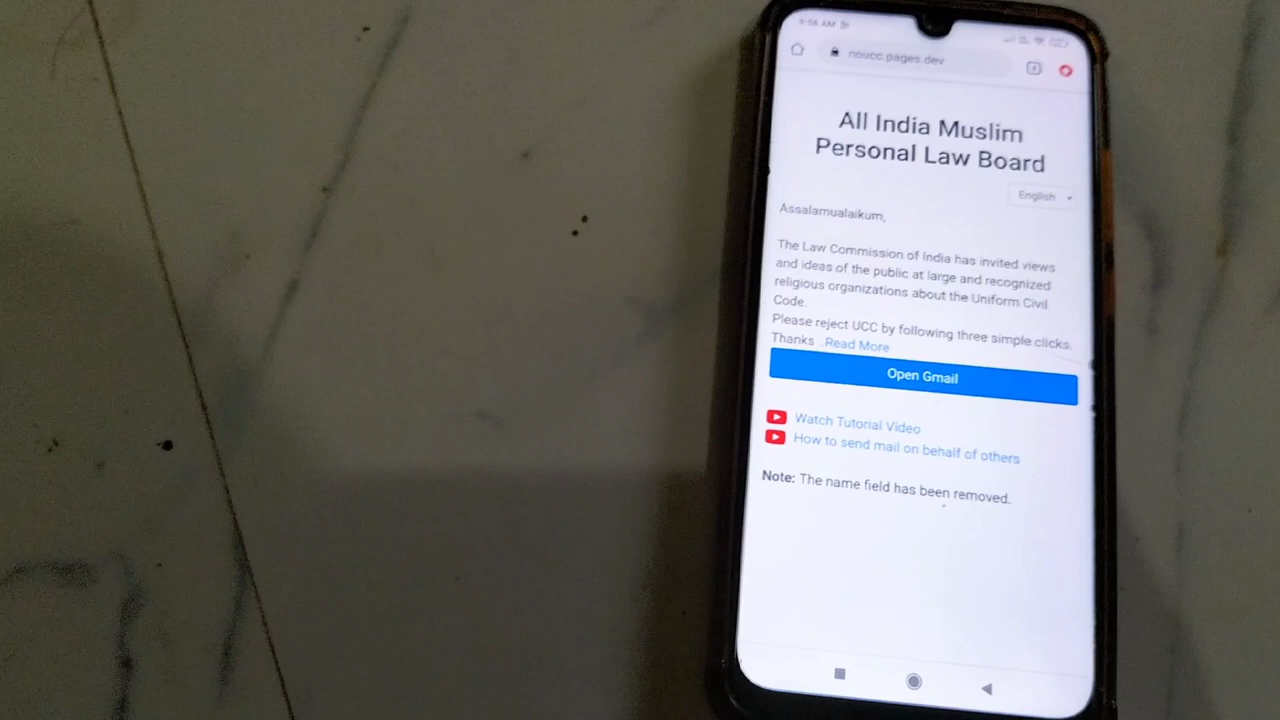 9:56 AM
noucc.pages.dev
All India Muslim
Personal Law Board
English
Assalamualaikum,
The Law Commission of India has invited views
and ideas of the public at large and recognized
religious organizations about the Uniform Civil
Code.
Please reject UCC by following three simple clicks.
Thanks ..Read More
Open Gmail
Watch Tutorial Video
How to send mail on behalf of others
Note: The name field has been removed.